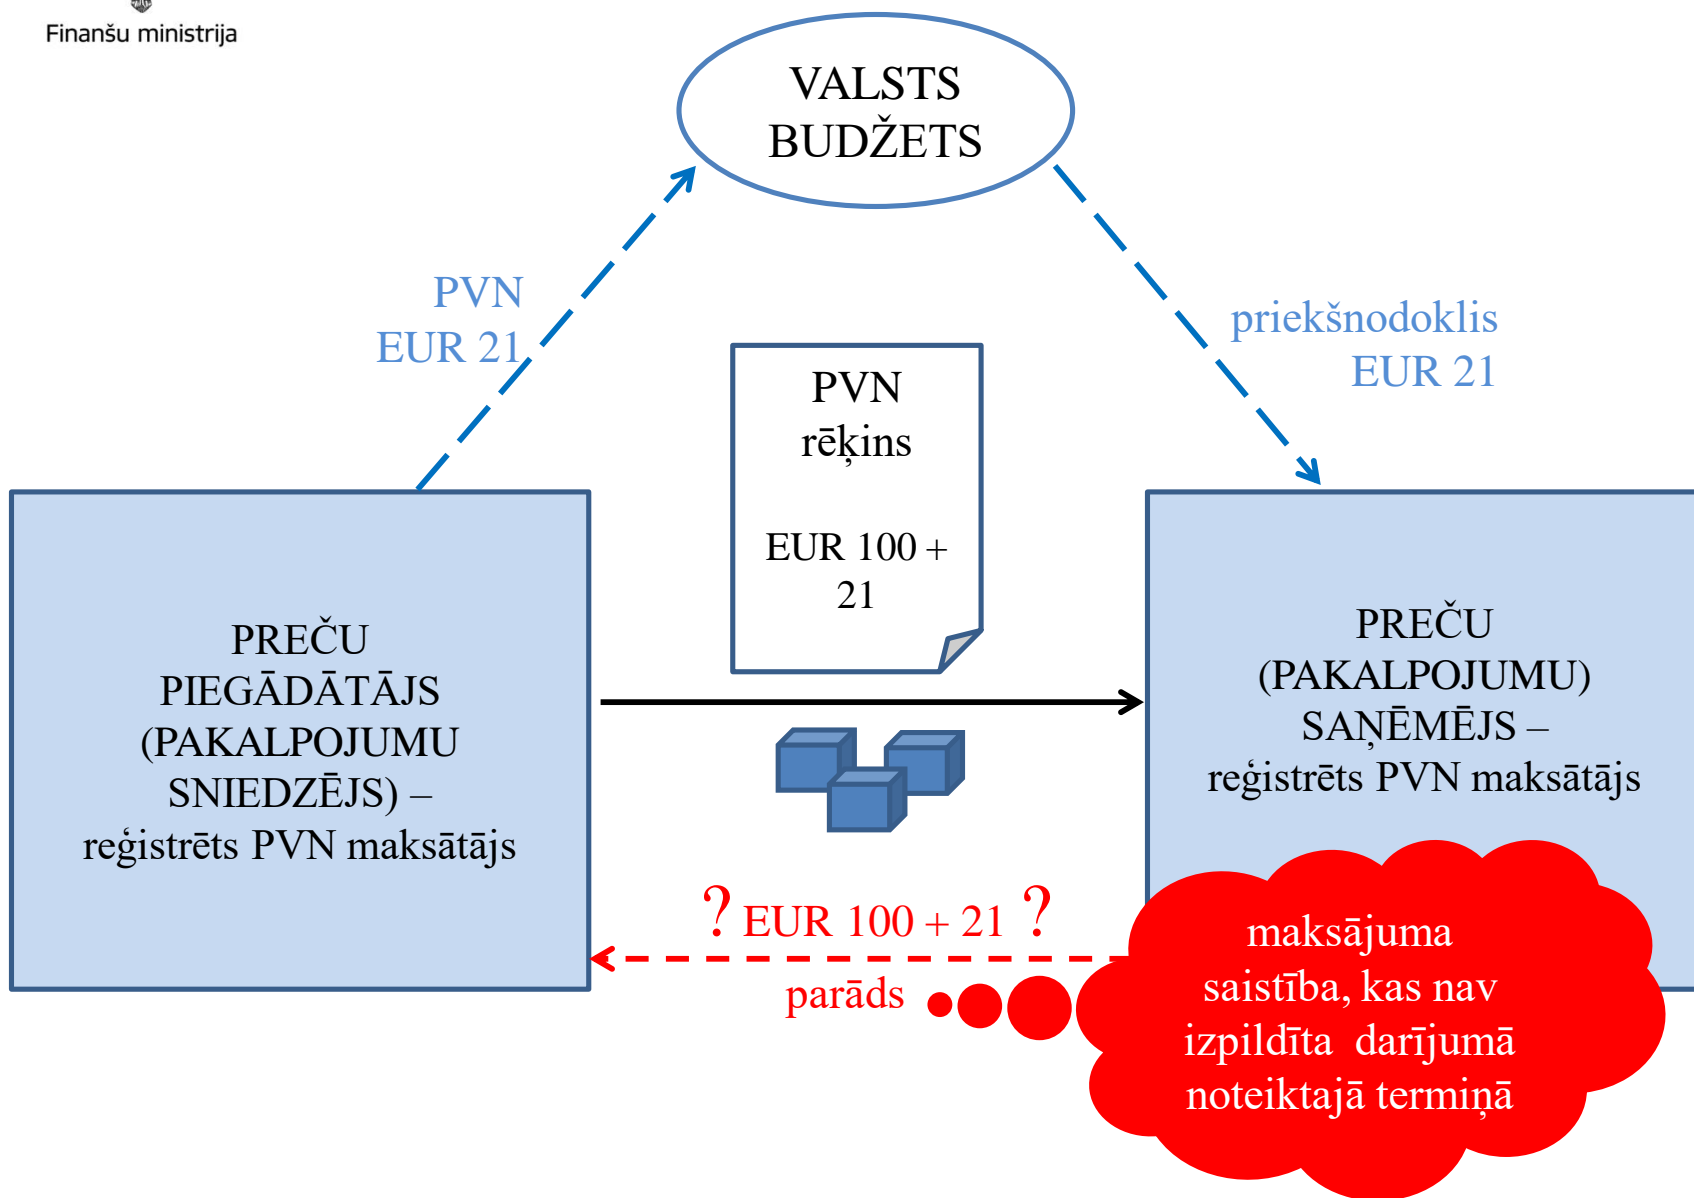 Finanšu ministrija
VALSTS
BUDŽETS
PVN
EUR 21
priekšnodoklis
EUR 21
PVN
rēķins
EUR 100 +
21
PREČU
PIEGĀDĀTĀJS
(PAKALPOJUMU
SNIEDZĒJS) –
reģistrēts PVN maksātājs
PREČU
(PAKALPOJUMU)
SAŅĒMĒJS –
reģistrēts PVN maksātājs
? EUR 100 + 21 ?
parāds
maksājuma
saistība, kas nav
izpildīta darījumā
noteiktajā termiņā